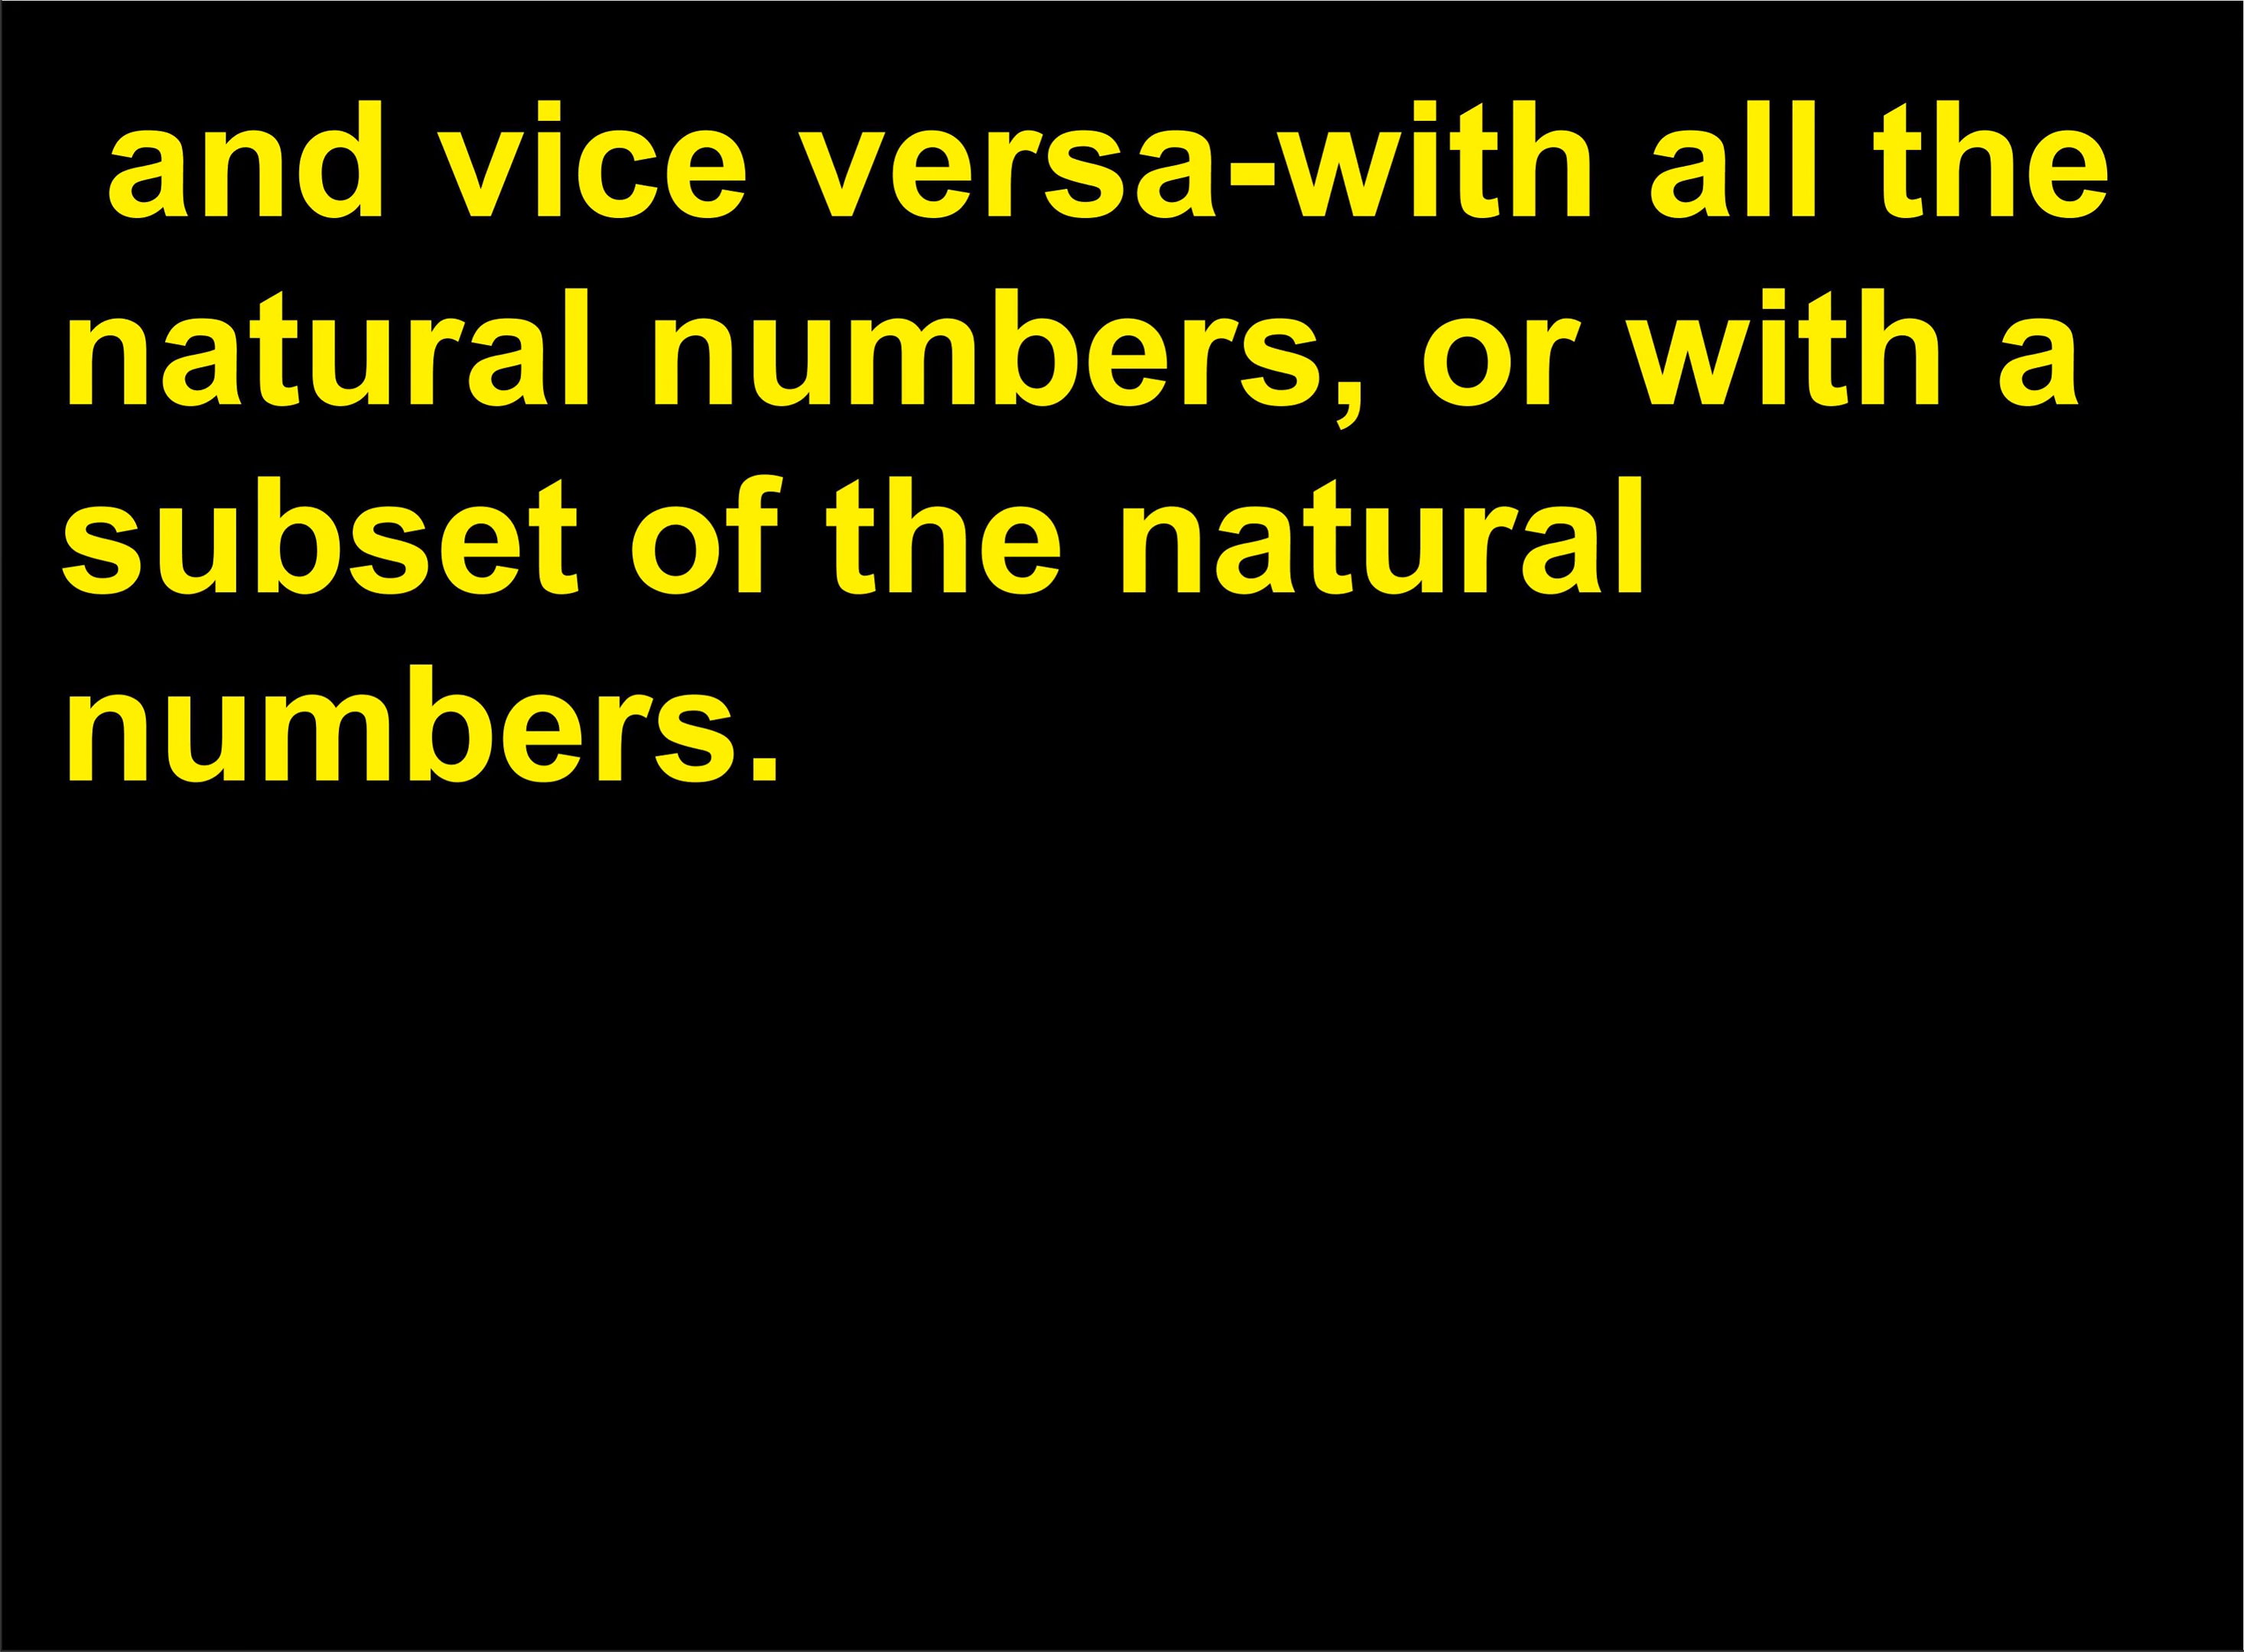 and vice versa-with all the
natural numbers, or with a
subset of the natural
numbers.